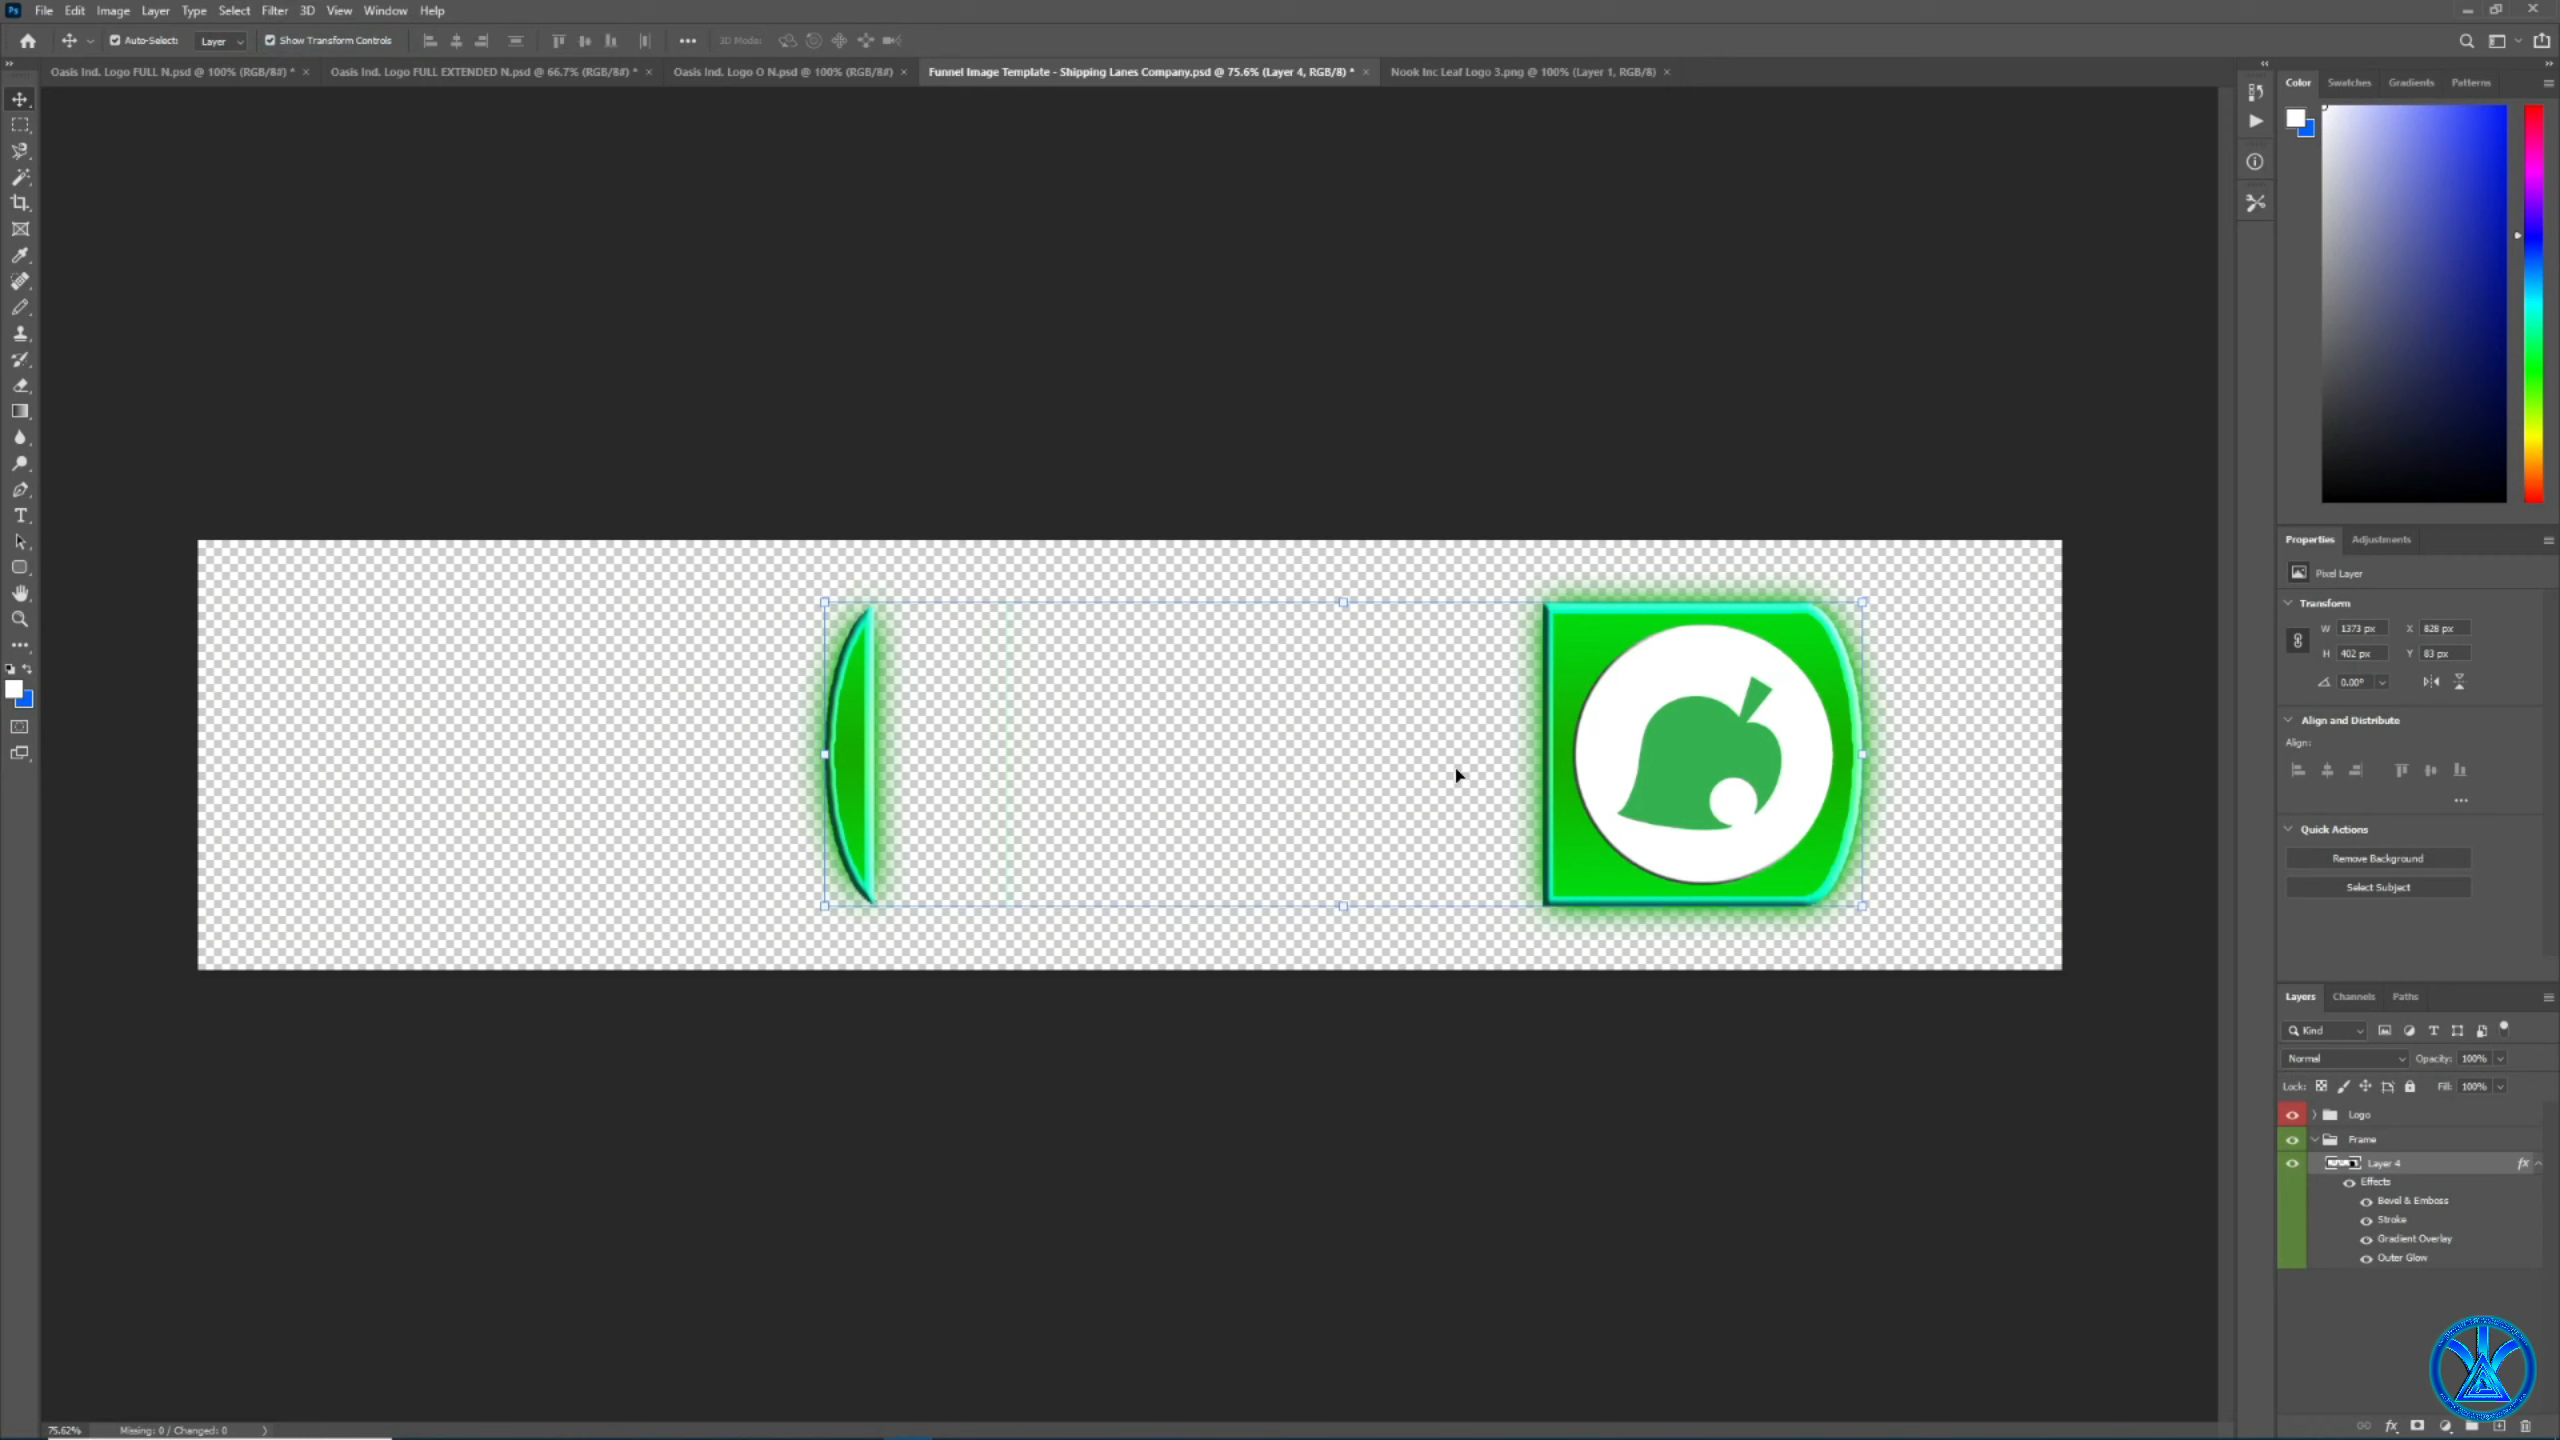 Ps File Edit Image Layer Type Select Filter 3D View Window Help
Auto-Select: Layer Show Transform Controls 3D Mode:
Oasis Ind. Logo FULL N.psd @ 100% (RGB/8#) * × Oasis Ind. Logo FULL EXTENDED N.psd @ 66.7% (RGB/8#) * × Oasis Ind. Logo O N.psd @ 100% (RGB/8#) × Funnel Image Template - Shipping Lanes Company.psd @ 75.6% (Layer 4, RGB/8) * × Nook Inc Leaf Logo 3.png @ 100% (Layer 1, RGB/8) ×
Color Swatches Gradients Patterns
Properties Adjustments
Pixel Layer
Transform
W 1373 px X 828 px
H 402 px Y 83 px
0.00°
Align and Distribute
Align:
Quick Actions
Remove Background
Select Subject
Layers Channels Paths
Kind
Normal Opacity: 100%
Lock: Fill: 100%
Logo
Frame
Layer 4 fx
Effects
Bevel & Emboss
Stroke
Gradient Overlay
Outer Glow
75.62% Missing: 0 / Changed: 0